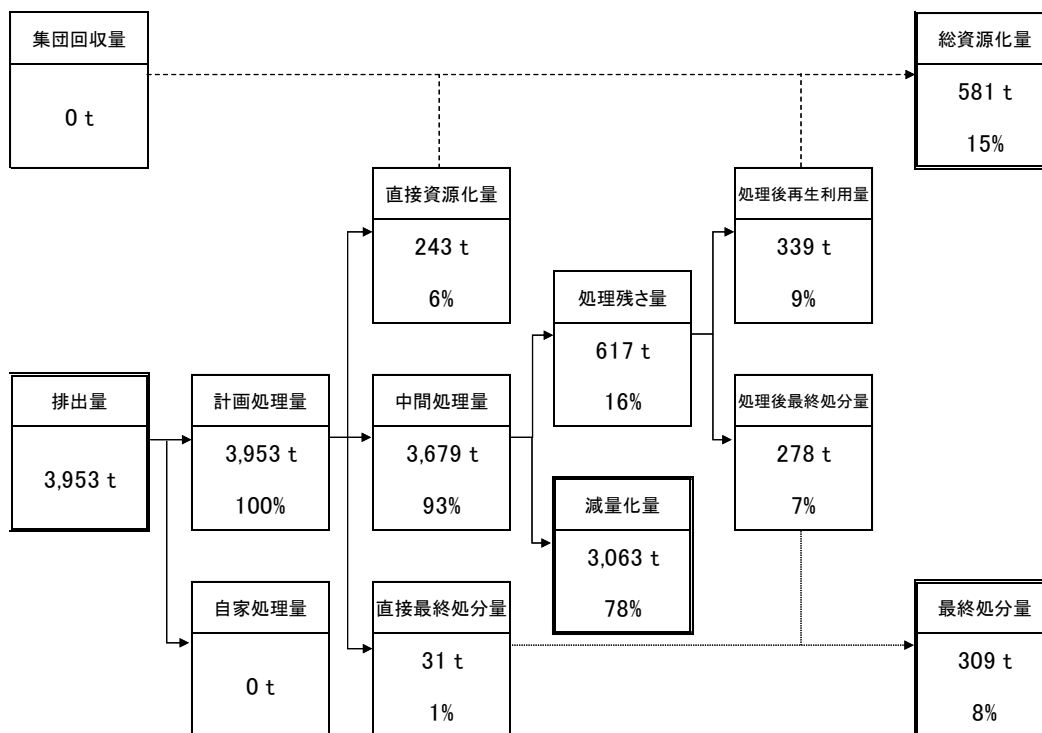 集団回収量
0 t
総資源化量
581 t
15%
直接資源化量
243 t
6%
処理後再生利用量
339 t
9%
処理残さ量
617 t
16%
排出量
3,953 t
計画処理量
3,953 t
100%
中間処理量
3,679 t
93%
処理後最終処分量
278 t
7%
減量化量
3,063 t
78%
自家処理量
0 t
直接最終処分量
31 t
1%
最終処分量
309 t
8%